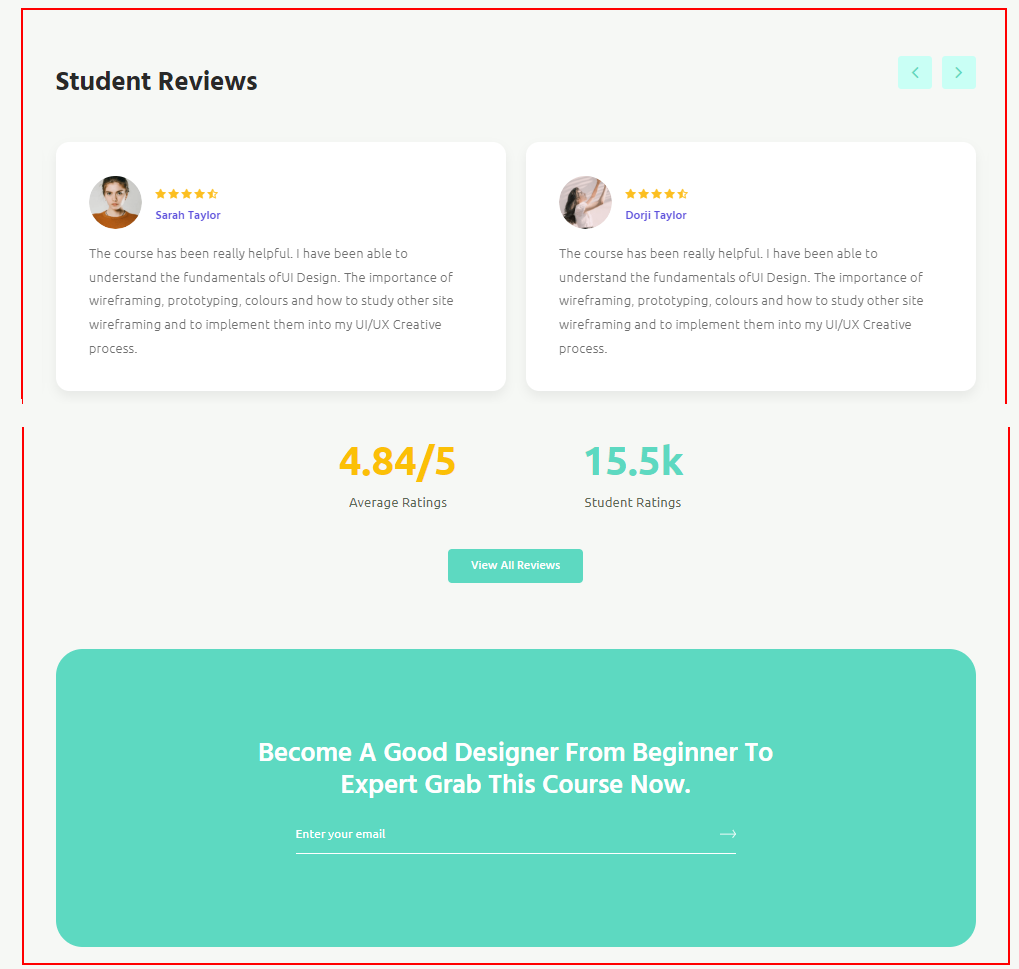 Student Reviews
Sarah Taylor
The course has been really helpful. I have been able to
understand the fundamentals ofUI Design. The importance of
wireframing, prototyping, colours and how to study other site
wireframing and to implement them into my UI/UX Creative
process.
Dorji Taylor
The course has been really helpful. I have been able to
understand the fundamentals ofUI Design. The importance of
wireframing, prototyping, colours and how to study other site
wireframing and to implement them into my UI/UX Creative
process.
4.84/5
Average Ratings
15.5k
Student Ratings
View All Reviews
Become A Good Designer From Beginner To
Expert Grab This Course Now.
Enter your email